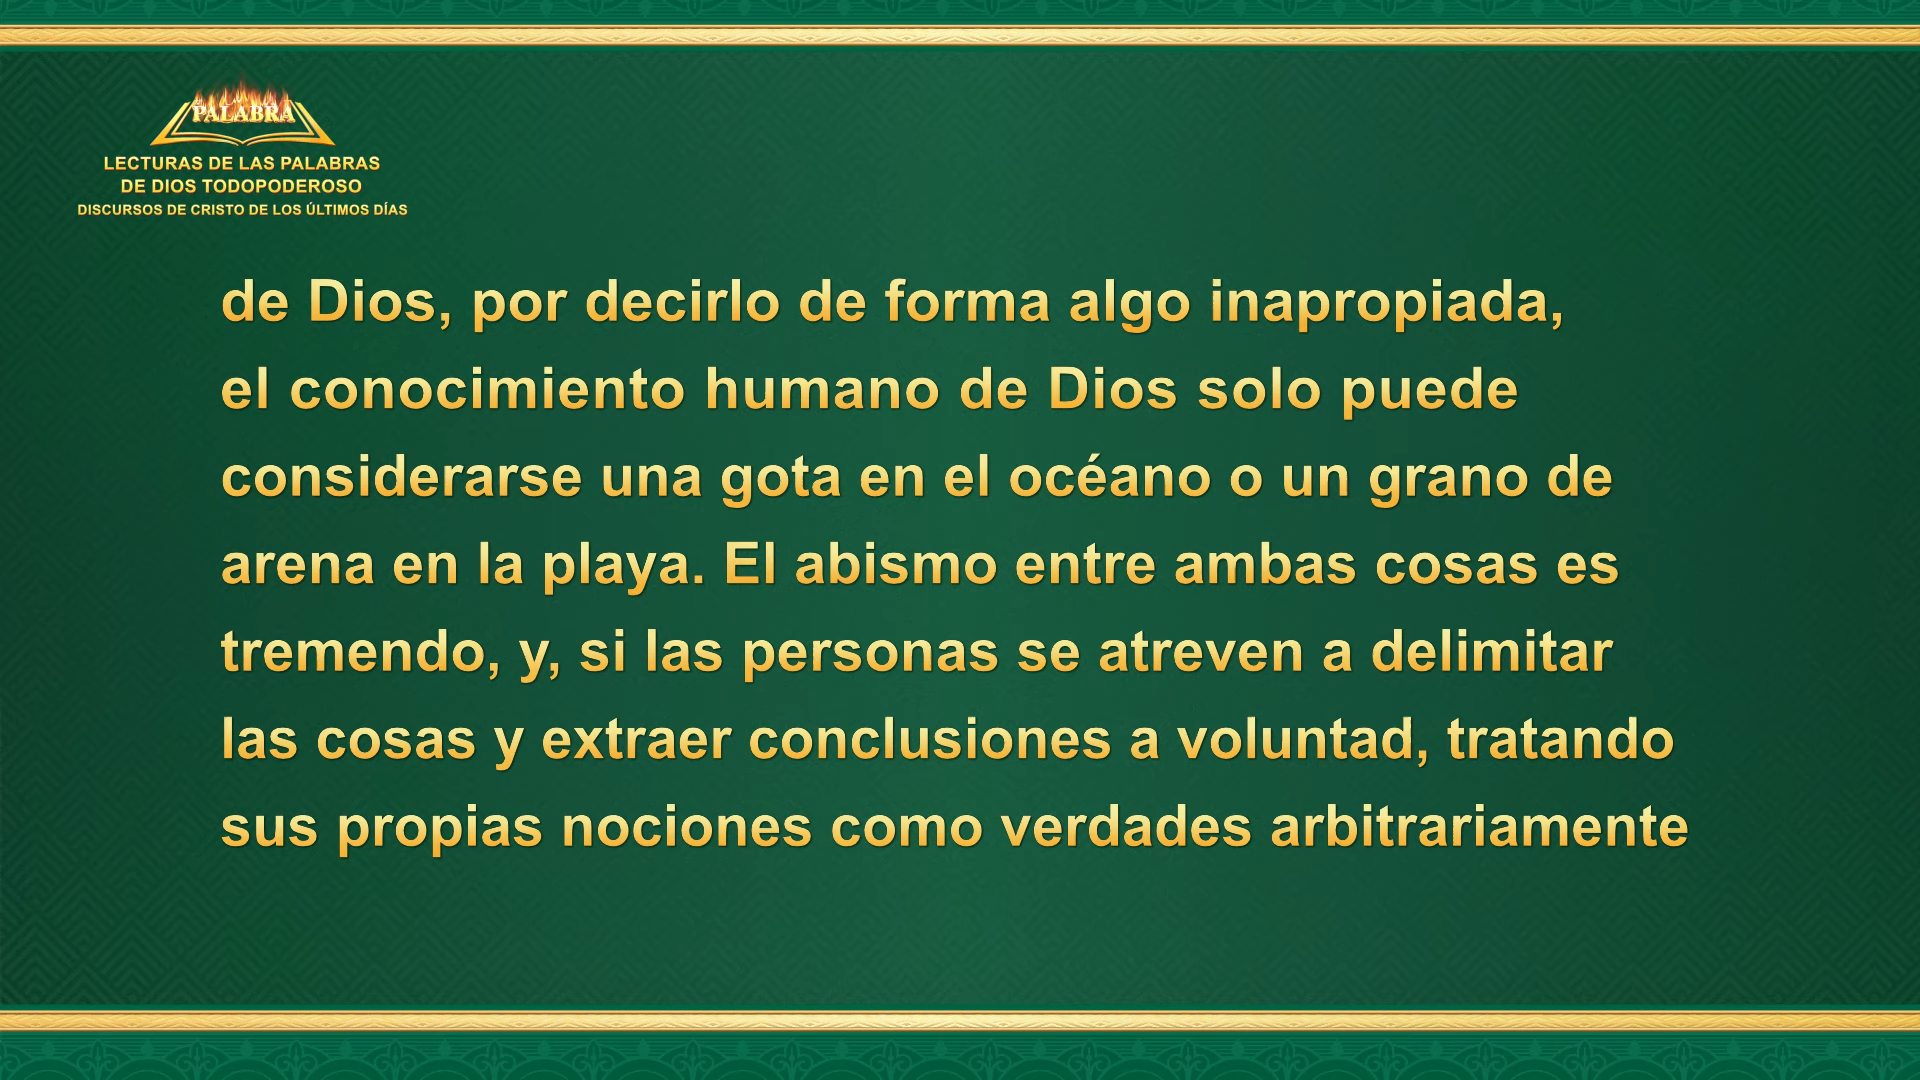 PALABRA
LECTURAS DE LAS PALABRAS
DE DIOS TODOPODEROSO
DISCURSOS DE CRISTO DE LOS ÚLTIMOS DÍAS
de Dios, por decirlo de forma algo inapropiada,
el conocimiento humano de Dios solo puede
considerarse una gota en el océano o un grano de
arena en la playa. El abismo entre ambas cosas es
tremendo, y, si las personas se atreven a delimitar
las cosas y extraer conclusiones a voluntad, tratando
sus propias nociones como verdades arbitrariamente